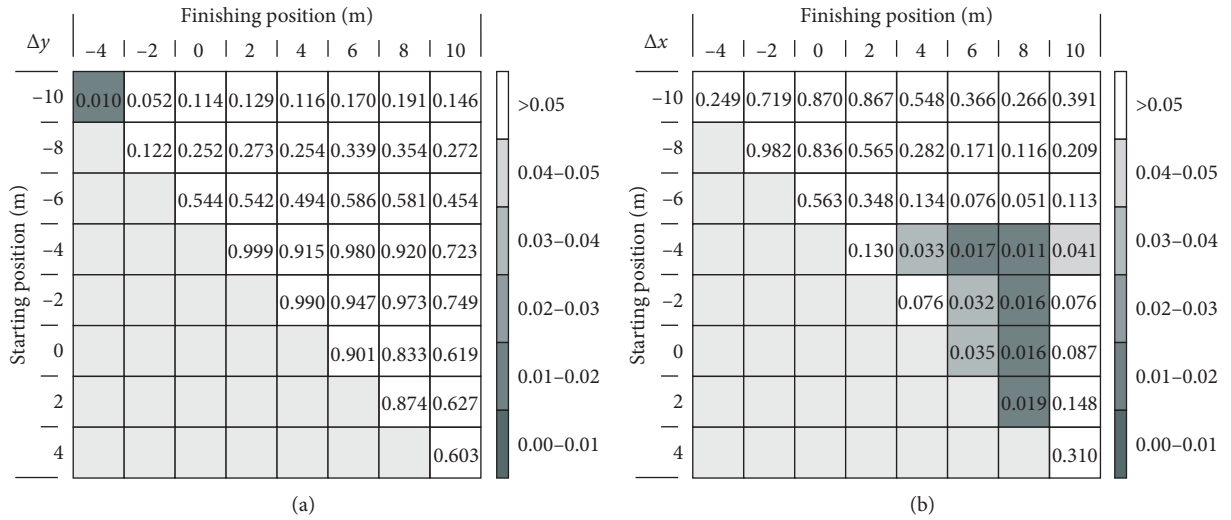 Finishing position (m)
Δy −4 −2 0 2 4 6 8 10
Starting position (m)
−10 0.010 0.052 0.114 0.129 0.116 0.170 0.191 0.146
−8 0.122 0.252 0.273 0.254 0.339 0.354 0.272
−6 0.544 0.542 0.494 0.586 0.581 0.454
−4 0.999 0.915 0.980 0.920 0.723
−2 0.990 0.947 0.973 0.749
0 0.901 0.833 0.619
2 0.874 0.627
4 0.603
>0.05
0.04–0.05
0.03–0.04
0.02–0.03
0.01–0.02
0.00–0.01
(a)
Finishing position (m)
Δx −4 −2 0 2 4 6 8 10
Starting position (m)
−10 0.249 0.719 0.870 0.867 0.548 0.366 0.266 0.391
−8 0.982 0.836 0.565 0.282 0.171 0.116 0.209
−6 0.563 0.348 0.134 0.076 0.051 0.113
−4 0.130 0.033 0.017 0.011 0.041
−2 0.076 0.032 0.016 0.076
0 0.035 0.016 0.087
2 0.019 0.148
4 0.310
>0.05
0.04–0.05
0.03–0.04
0.02–0.03
0.01–0.02
0.00–0.01
(b)